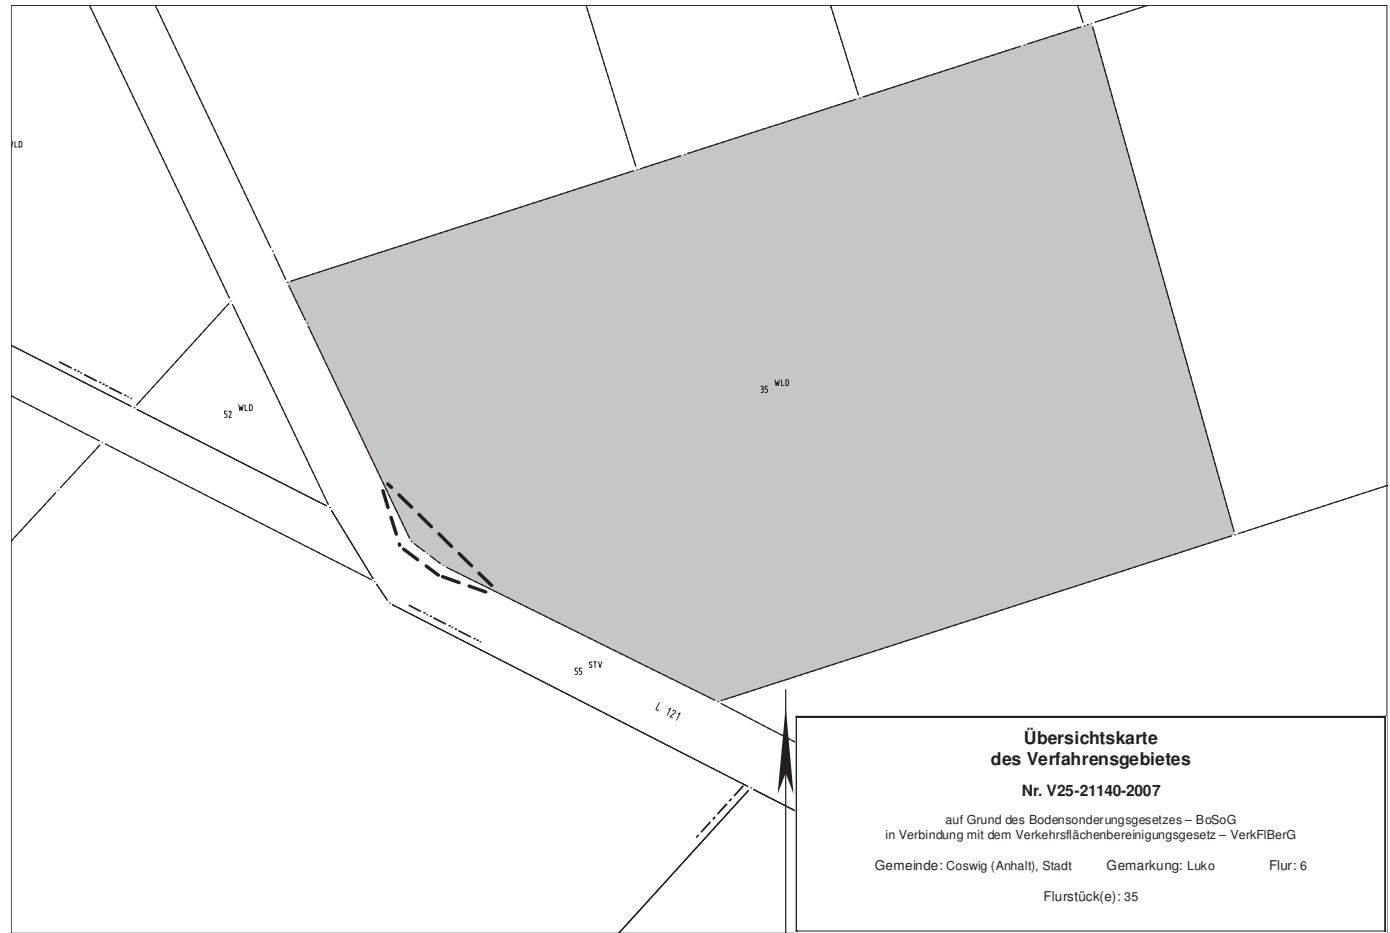 WLD
35 WLD
52 WLD
55 STV
L 121
Übersichtskarte
des Verfahrensgebietes
Nr. V25-21140-2007
auf Grund des Bodensonderungsgesetzes – BoSoG
in Verbindung mit dem Verkehrsflächenbereinigungsgesetz – VerkFlBerG
Gemeinde: Coswig (Anhalt), Stadt Gemarkung: Luko Flur: 6
Flurstück(e): 35